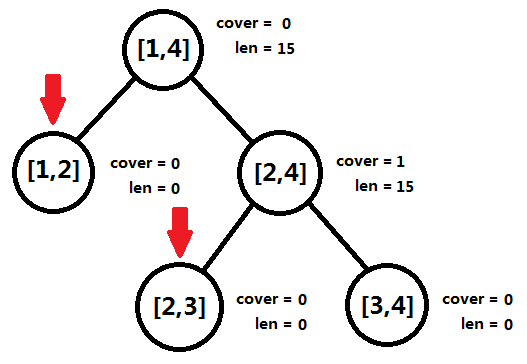 cover = 0
[1,4]
len = 15
[1,2]
cover = 0
len = 0
[2,4]
cover = 1
len = 15
[2,3]
cover = 0
len = 0
[3,4]
cover = 0
len = 0